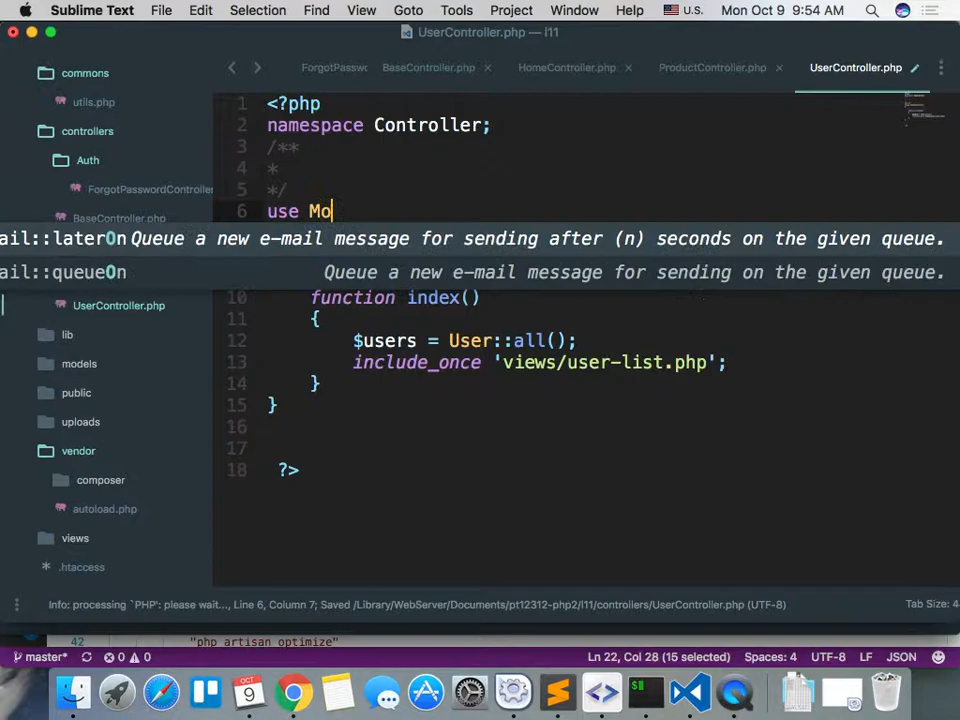 Sublime Text File Edit Selection Find View Goto Tools Project Window Help U.S. Mon Oct 9 9:54 AM
UserController.php — l11
ForgotPasswc BaseController.php × HomeController.php × ProductController.php × UserController.php
commons
utils.php
controllers
Auth
ForgotPasswordController
BaseController.php
UserController.php
lib
models
public
uploads
vendor
composer
autoload.php
views
.htaccess
1 <?php
2 namespace Controller;
3 /**
4 *
5 */
6 use Mo
ail::laterOn Queue a new e-mail message for sending after (n) seconds on the given queue.
ail::queueOn Queue a new e-mail message for sending on the given queue.
10 function index()
11 {
12 $users = User::all();
13 include_once 'views/user-list.php';
14 }
15 }
16
17
18 ?>
Info: processing `PHP': please wait..., Line 6, Column 7; Saved /Library/WebServer/Documents/pt12312-php2/l11/controllers/UserController.php (UTF-8) Tab Size: 4
42 "php artisan optimize"
master* 0 0 Ln 22, Col 28 (15 selected) Spaces: 4 UTF-8 LF JSON
9